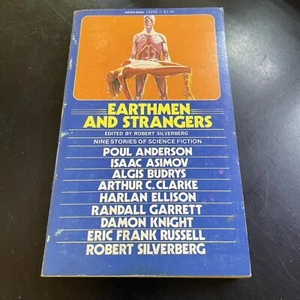 EARTHMEN
AND STRANGERS
EDITED BY ROBERT SILVERBERG
NINE STORIES OF SCIENCE FICTION
POUL ANDERSON
ISAAC ASIMOV
ALGIS BUDRYS
ARTHUR C. CLARKE
HARLAN ELLISON
RANDALL GARRETT
DAMON KNIGHT
ERIC FRANK RUSSELL
ROBERT SILVERBERG